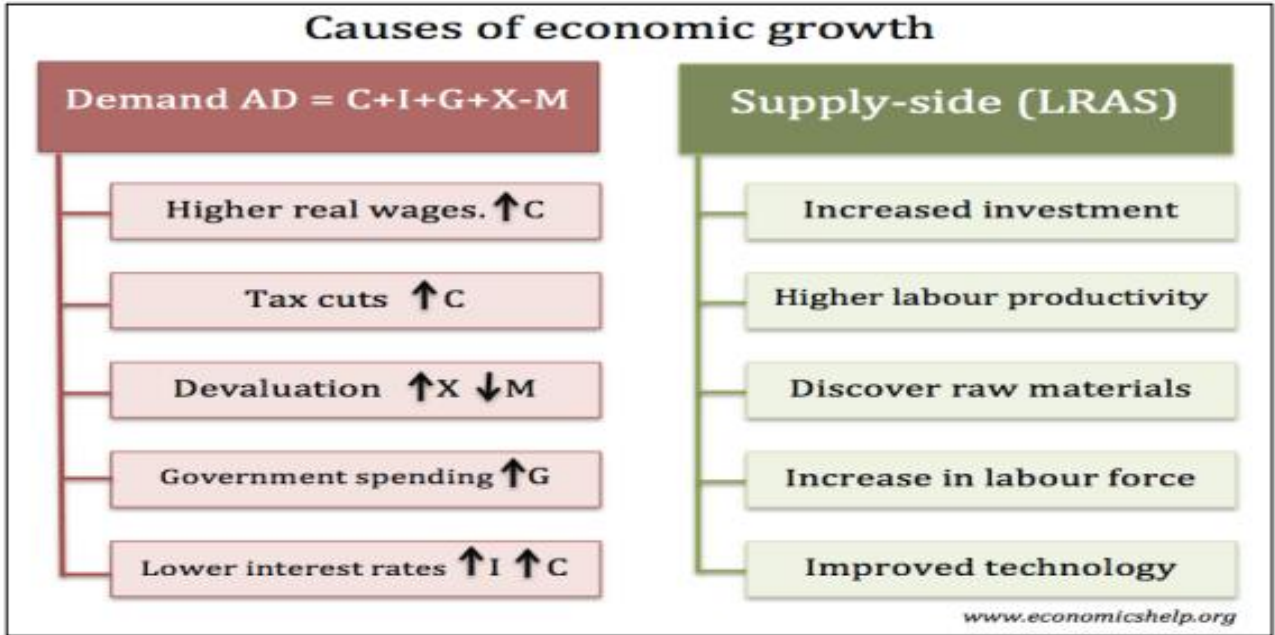 Causes of economic growth
Demand AD = C+I+G+X-M
Higher real wages. ↑C
Tax cuts ↑C
Devaluation ↑X ↓M
Government spending ↑G
Lower interest rates ↑I ↑C
Supply-side (LRAS)
Increased investment
Higher labour productivity
Discover raw materials
Increase in labour force
Improved technology
www.economicshelp.org